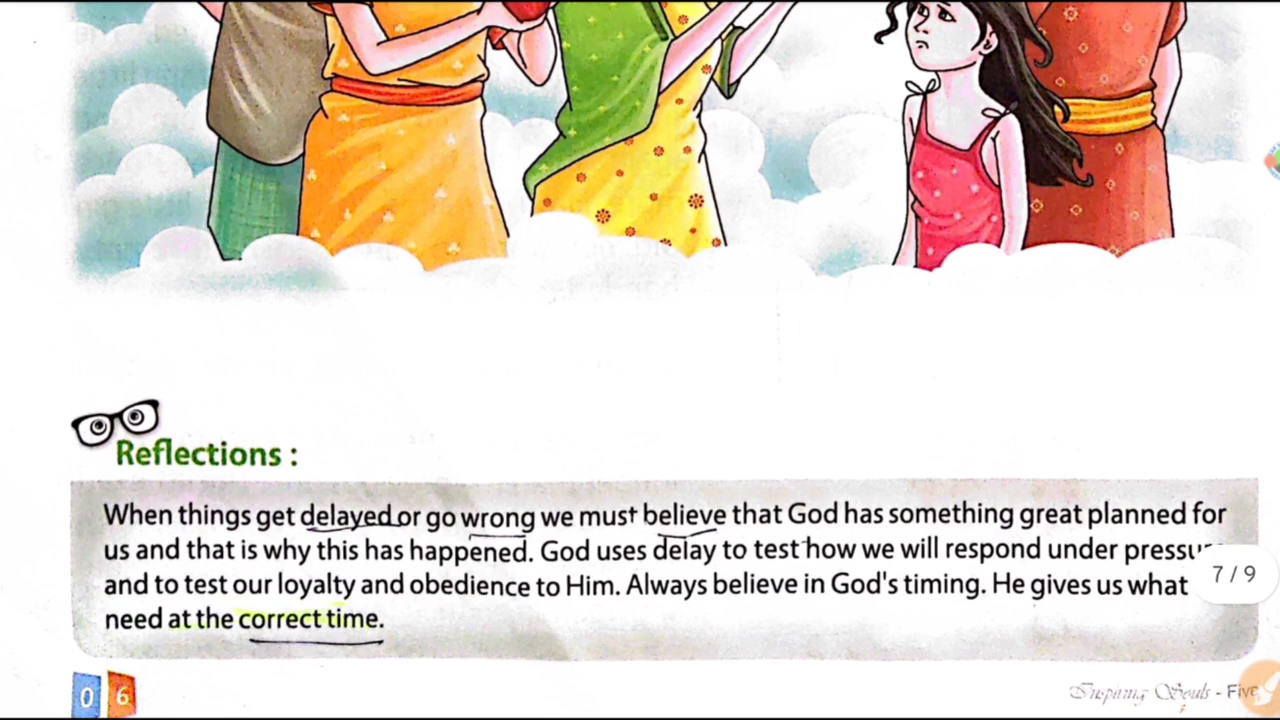 Reflections :
When things get delayed or go wrong we must believe that God has something great planned for
us and that is why this has happened. God uses delay to test how we will respond under
and to test our loyalty and obedience to Him. Always believe in God's timing. He gives us what
need at the correct time.
7 / 9
0 6
Inspiring Souls - Five